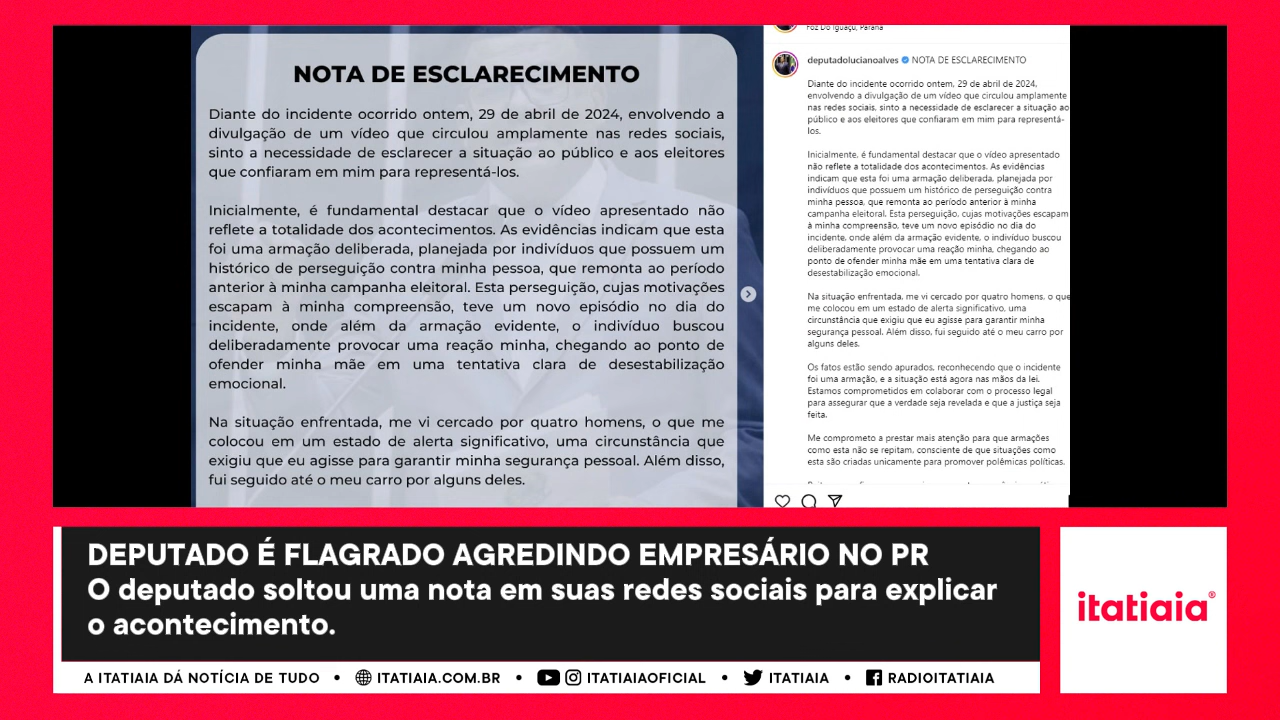 NOTA DE ESCLARECIMENTO
Diante do incidente ocorrido ontem, 29 de abril de 2024, envolvendo a
divulgação de um vídeo que circulou amplamente nas redes sociais,
sinto a necessidade de esclarecer a situação ao público e aos eleitores
que confiaram em mim para representá-los.
Inicialmente, é fundamental destacar que o vídeo apresentado não
reflete a totalidade dos acontecimentos. As evidências indicam que esta
foi uma armação deliberada, planejada por indivíduos que possuem um
histórico de perseguição contra minha pessoa, que remonta ao período
anterior à minha campanha eleitoral. Esta perseguição, cujas motivações
escapam à minha compreensão, teve um novo episódio no dia do
incidente, onde além da armação evidente, o indivíduo buscou
deliberadamente provocar uma reação minha, chegando ao ponto de
ofender minha mãe em uma tentativa clara de desestabilização
emocional.
Na situação enfrentada, me vi cercado por quatro homens, o que me
colocou em um estado de alerta significativo, uma circunstância que
exigiu que eu agisse para garantir minha segurança pessoal. Além disso,
fui seguido até o meu carro por alguns deles.
Foz Do Iguaçu, Paraná
deputadolucianoalves NOTA DE ESCLARECIMENTO
Diante do incidente ocorrido ontem, 29 de abril de 2024,
envolvendo a divulgação de um vídeo que circulou amplamente
nas redes sociais, sinto a necessidade de esclarecer a situação ao
público e aos eleitores que confiaram em mim para representá-
los.
Inicialmente, é fundamental destacar que o vídeo apresentado
não reflete a totalidade dos acontecimentos. As evidências
indicam que esta foi uma armação deliberada, planejada por
indivíduos que possuem um histórico de perseguição contra
minha pessoa, que remonta ao período anterior à minha
campanha eleitoral. Esta perseguição, cujas motivações escapam
à minha compreensão, teve um novo episódio no dia do
incidente, onde além da armação evidente, o indivíduo buscou
deliberadamente provocar uma reação minha, chegando ao
ponto de ofender minha mãe em uma tentativa clara de
desestabilização emocional.
Na situação enfrentada, me vi cercado por quatro homens, o que
me colocou em um estado de alerta significativo, uma
circunstância que exigiu que eu agisse para garantir minha
segurança pessoal. Além disso, fui seguido até o meu carro por
alguns deles.
Os fatos estão sendo apurados, reconhecendo que o incidente
foi uma armação, e a situação está agora nas mãos da lei.
Estamos comprometidos em colaborar com o processo legal
para assegurar que a verdade seja revelada e que a justiça seja
feita.
Me comprometo a prestar mais atenção para que armações
como esta não se repitam, consciente de que situações como
esta são criadas unicamente para promover polêmicas políticas.
DEPUTADO É FLAGRADO AGREDINDO EMPRESÁRIO NO PR
O deputado soltou uma nota em suas redes sociais para explicar
o acontecimento.
itatiaia®
A ITATIAIA DÁ NOTÍCIA DE TUDO • ITATIAIA.COM.BR • ITATIAIAOFICIAL • ITATIAIA • RADIOITATIAIA